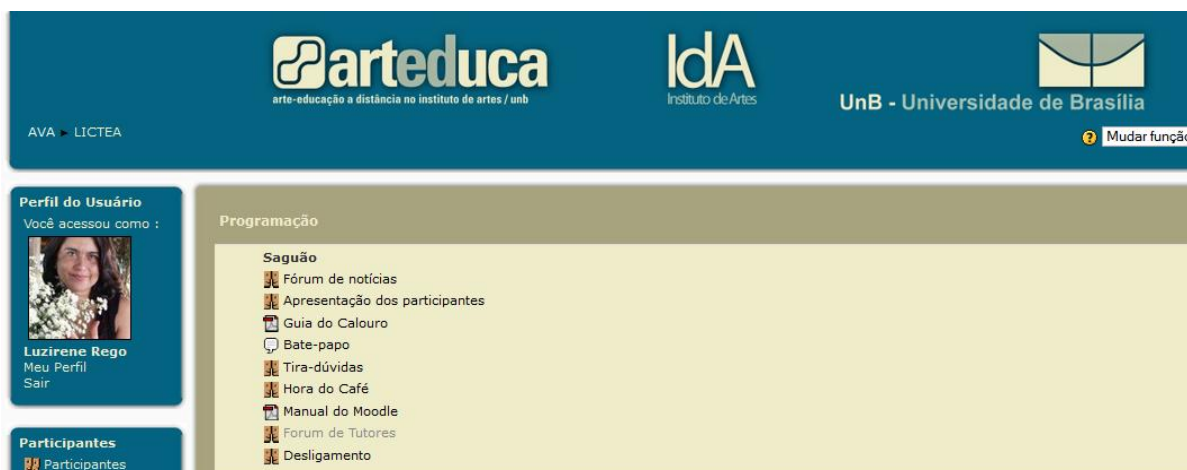 arteduca
arte-educação a distância no instituto de artes / unb
IdA
Instituto de Artes
UnB - Universidade de Brasília
AVA ► LICTEA
Mudar função
Perfil do Usuário
Você acessou como :
Luzirene Rego
Meu Perfil
Sair
Participantes
Participantes
Programação
Saguão
Fórum de notícias
Apresentação dos participantes
Guia do Calouro
Bate-papo
Tira-dúvidas
Hora do Café
Manual do Moodle
Forum de Tutores
Desligamento